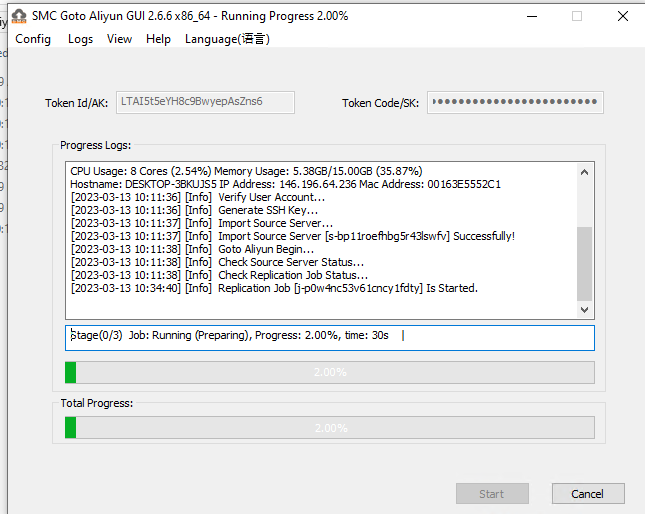 SMC Goto Aliyun GUI 2.6.6 x86_64 - Running Progress 2.00%
Config Logs View Help Language(语言)
Token Id/AK: LTAI5t5eYH8c9BwyepAsZns6 Token Code/SK: ●●●●●●●●●●●●●●●●●●●●●●●●
Progress Logs:
CPU Usage: 8 Cores (2.54%) Memory Usage: 5.38GB/15.00GB (35.87%)
Hostname: DESKTOP-3BKUJS5 IP Address: 146.196.64.236 Mac Address: 00163E5552C1
[2023-03-13 10:11:36] [Info] Verify User Account...
[2023-03-13 10:11:36] [Info] Generate SSH Key...
[2023-03-13 10:11:37] [Info] Import Source Server...
[2023-03-13 10:11:37] [Info] Import Source Server [s-bp11roefhbg5r43lswfv] Successfully!
[2023-03-13 10:11:38] [Info] Goto Aliyun Begin...
[2023-03-13 10:11:38] [Info] Check Source Server Status...
[2023-03-13 10:11:38] [Info] Check Replication Job Status...
[2023-03-13 10:34:40] [Info] Replication Job [j-p0w4nc53v61cncy1fdty] Is Started.
Stage(0/3) Job: Running (Preparing), Progress: 2.00%, time: 30s |
2.00%
Total Progress:
2.00%
Start Cancel